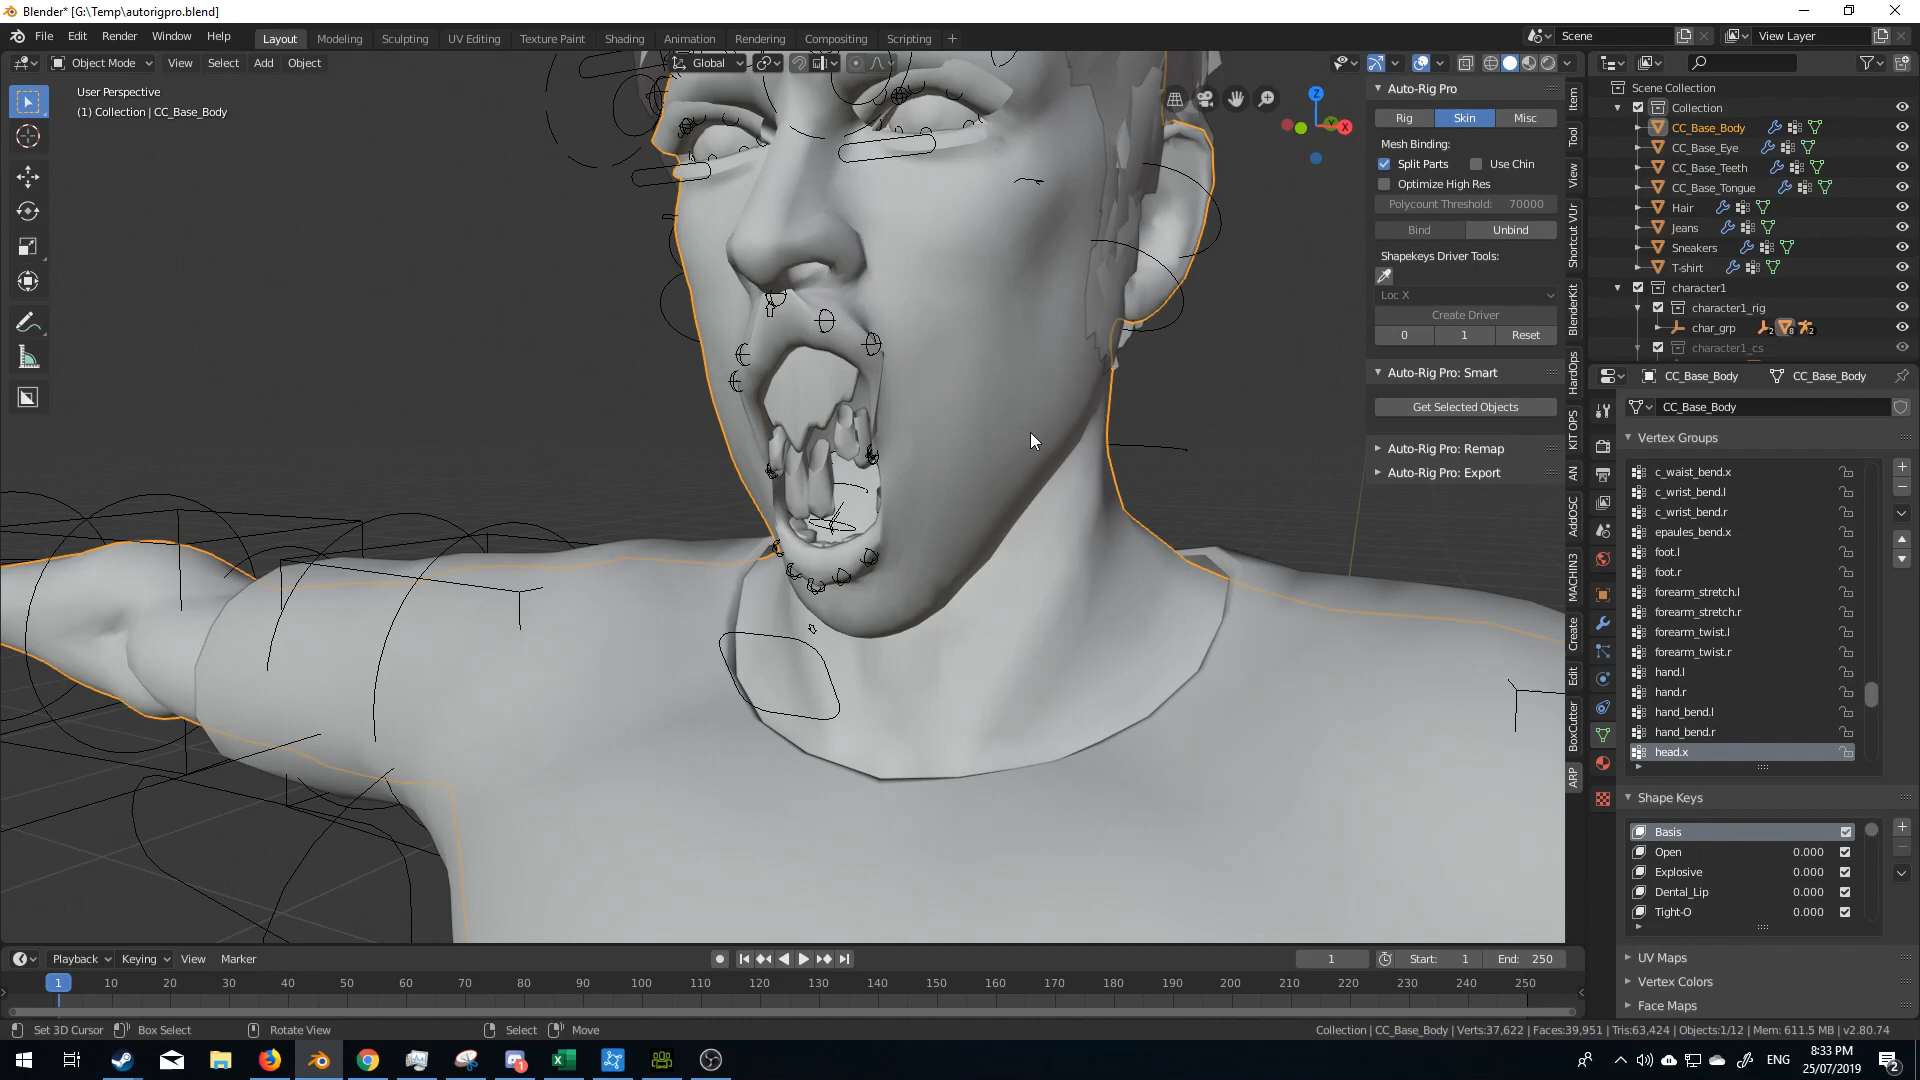 Blender* [G:\Temp\autorigpro.blend]
File Edit Render Window Help
Layout Modeling Sculpting UV Editing Texture Paint Shading Animation Rendering Compositing Scripting
Scene
View Layer
Object Mode View Select Add Object
Global
User Perspective
(1) Collection | CC_Base_Body
Z
Y
X
Auto-Rig Pro
Rig Skin Misc
Mesh Binding:
Split Parts Use Chin
Optimize High Res
Polycount Threshold: 70000
Bind Unbind
Shapekeys Driver Tools:
Loc X
Create Driver
0 1 Reset
Auto-Rig Pro: Smart
Get Selected Objects
Auto-Rig Pro: Remap
Auto-Rig Pro: Export
Item
Tool
View
Shortcut VUr
BlenderKit
HardOps
KIT OPS
AN
AddOSC
MACHIN3
Create
Edit
BoxCutter
ARP
Scene Collection
Collection
CC_Base_Body
CC_Base_Eye
CC_Base_Teeth
CC_Base_Tongue
Hair
Jeans
Sneakers
T-shirt
character1
character1_rig
char_grp 2 8 2
character1_cs
CC_Base_Body CC_Base_Body
CC_Base_Body
Vertex Groups
c_waist_bend.x
c_wrist_bend.l
c_wrist_bend.r
epaules_bend.x
foot.l
foot.r
forearm_stretch.l
forearm_stretch.r
forearm_twist.l
forearm_twist.r
hand.l
hand.r
hand_bend.l
hand_bend.r
head.x
Shape Keys
Basis
Open 0.000
Explosive 0.000
Dental_Lip 0.000
Tight-O 0.000
UV Maps
Vertex Colors
Face Maps
Playback Keying View Marker
1 Start: 1 End: 250
1 10 20 30 40 50 60 70 80 90 100 110 120 130 140 150 160 170 180 190 200 210 220 230 240 250
Set 3D Cursor Box Select Rotate View Select Move
Collection | CC_Base_Body | Verts:37,622 | Faces:39,951 | Tris:63,424 | Objects:1/12 | Mem: 611.5 MB | v2.80.74
1
ENG
8:33 PM
25/07/2019
2